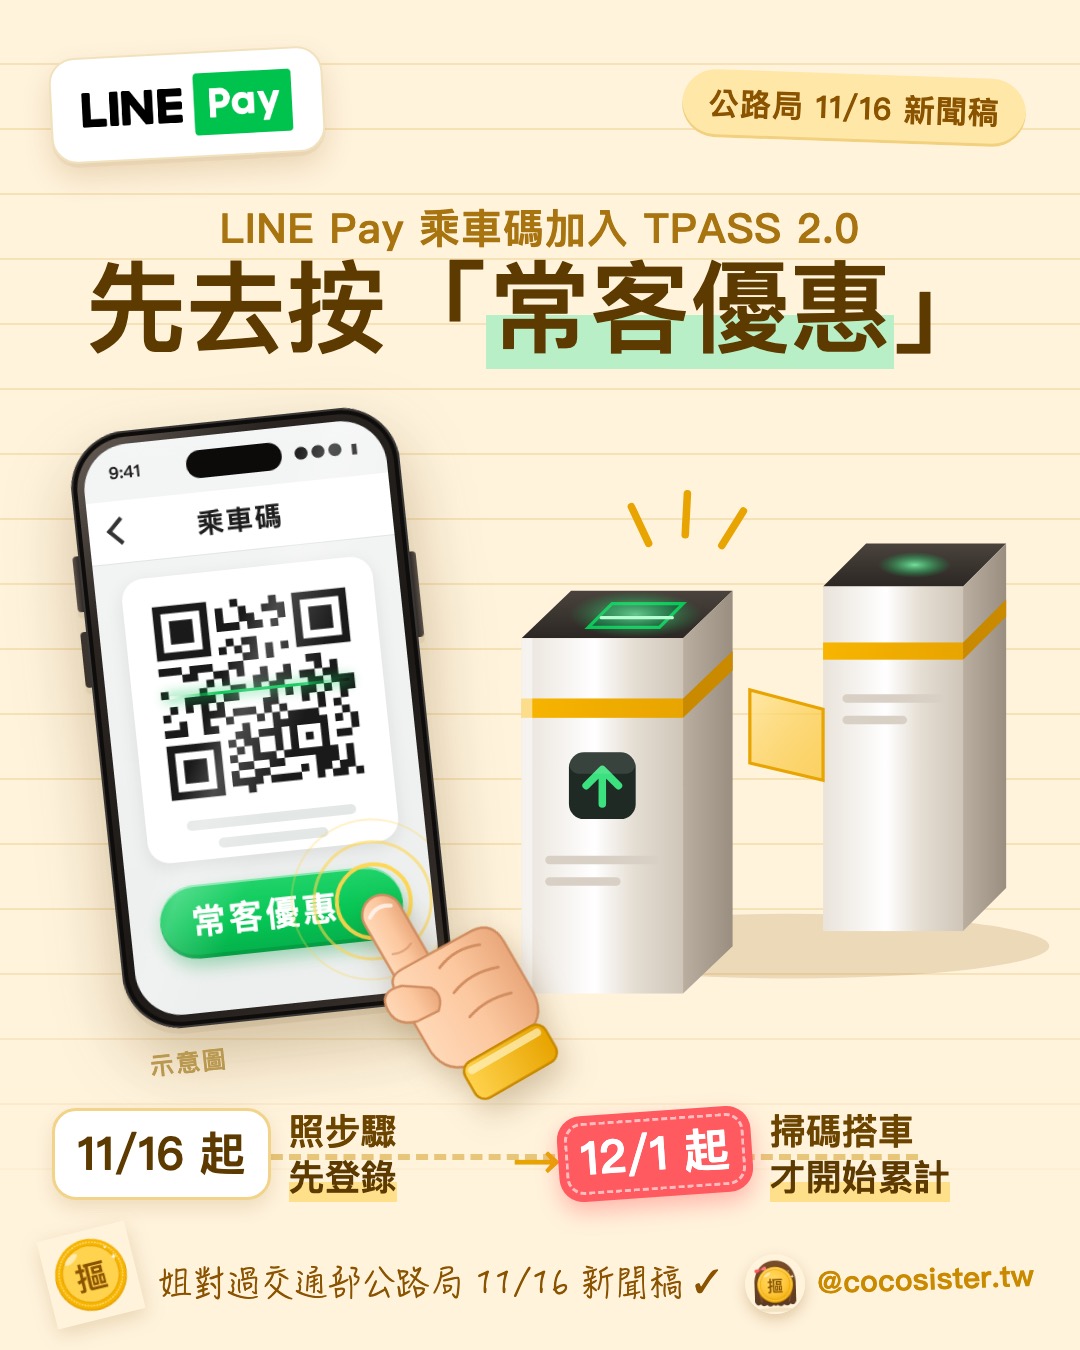 LINE Pay
公路局 11/16 新聞稿
LINE Pay 乘車碼加入 TPASS 2.0
先去按「常客優惠」
9:41
乘車碼
常客優惠
示意圖
11/16 起
照步驟
先登錄
12/1 起
掃碼搭車
才開始累計
摳
姐對過交通部公路局 11/16 新聞稿 ✓
摳
@cocosister.tw